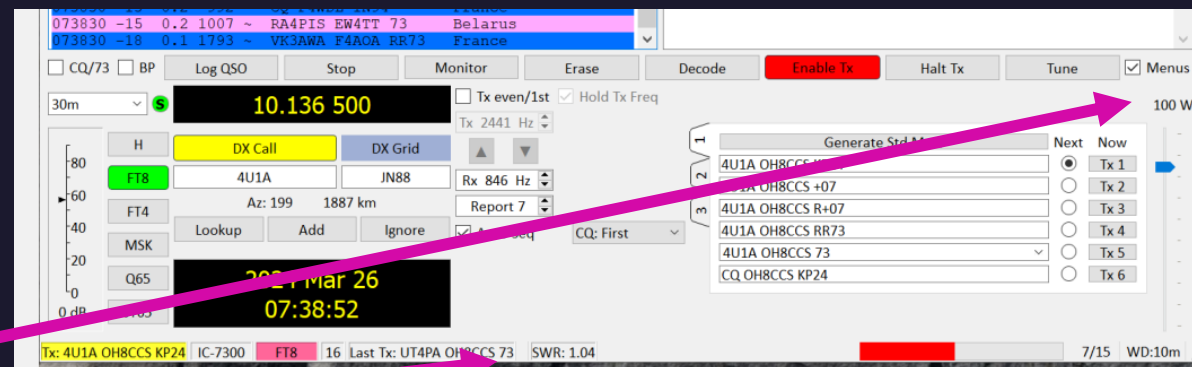 073830 -15 0.2 1007 ~ RA4PIS EW4TT 73 Belarus
073830 -18 0.1 1793 ~ VK3AWA F4AOA RR73 France
CQ/73 BP Log QSO Stop Monitor Erase Decode Enable Tx Halt Tx Tune Menus
30m S 10.136 500 Tx even/1st Hold Tx Freq 100 W
Tx 2441 Hz
H DX Call DX Grid 1 Generate Std Next Now
-80
FT8 4U1A JN88 Rx 846 Hz 2 4U1A OH8CCS Tx 1
4U1A OH8CCS +07 Tx 2
-60 FT4 Az: 199 1887 km Report 7 3 4U1A OH8CCS R+07 Tx 3
-40 Lookup Add Ignore CQ: First 4U1A OH8CCS RR73 Tx 4
MSK 4U1A OH8CCS 73 Tx 5
-20
Q65 Mar 26 CQ OH8CCS KP24 Tx 6
0
0 dB 07:38:52
Tx: 4U1A OH8CCS KP24 IC-7300 FT8 16 Last Tx: UT4PA OH8CCS 73 SWR: 1.04 7/15 WD:10m